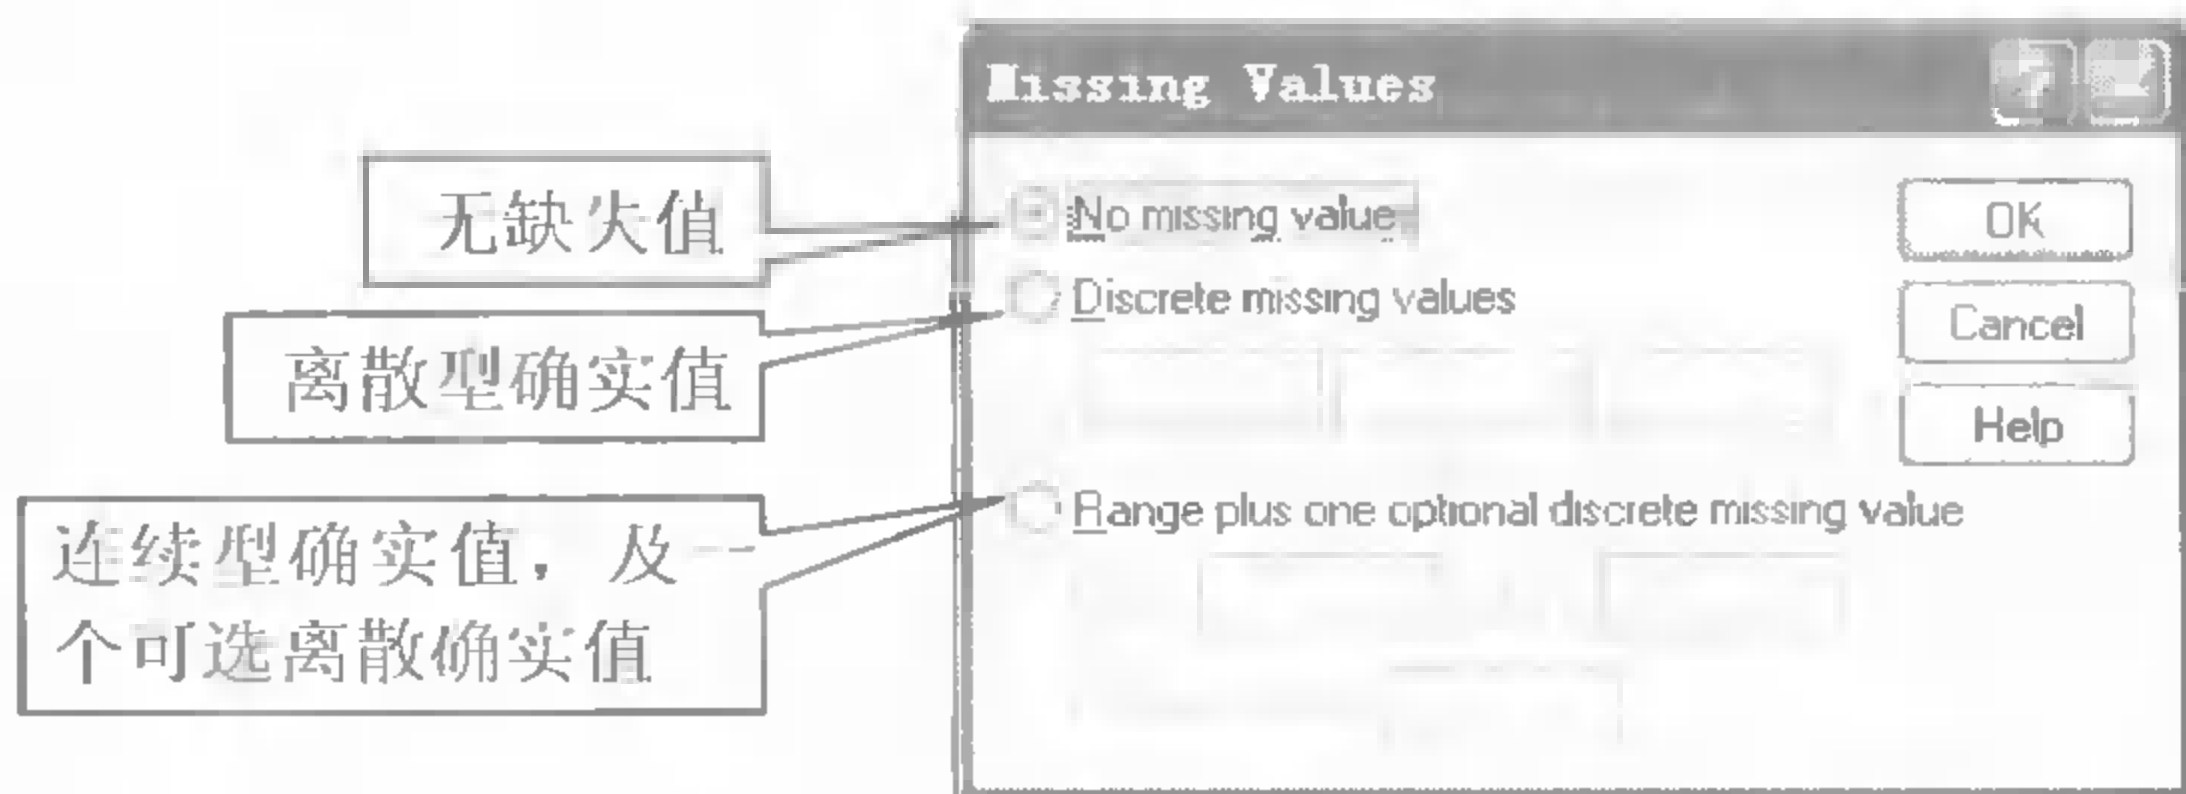 Missing Values
无缺失值
No missing value
OK
离散型确实值
Discrete missing values
Cancel
Help
连续型确实值，及一
个可选离散确实值
Range plus one optional discrete missing value